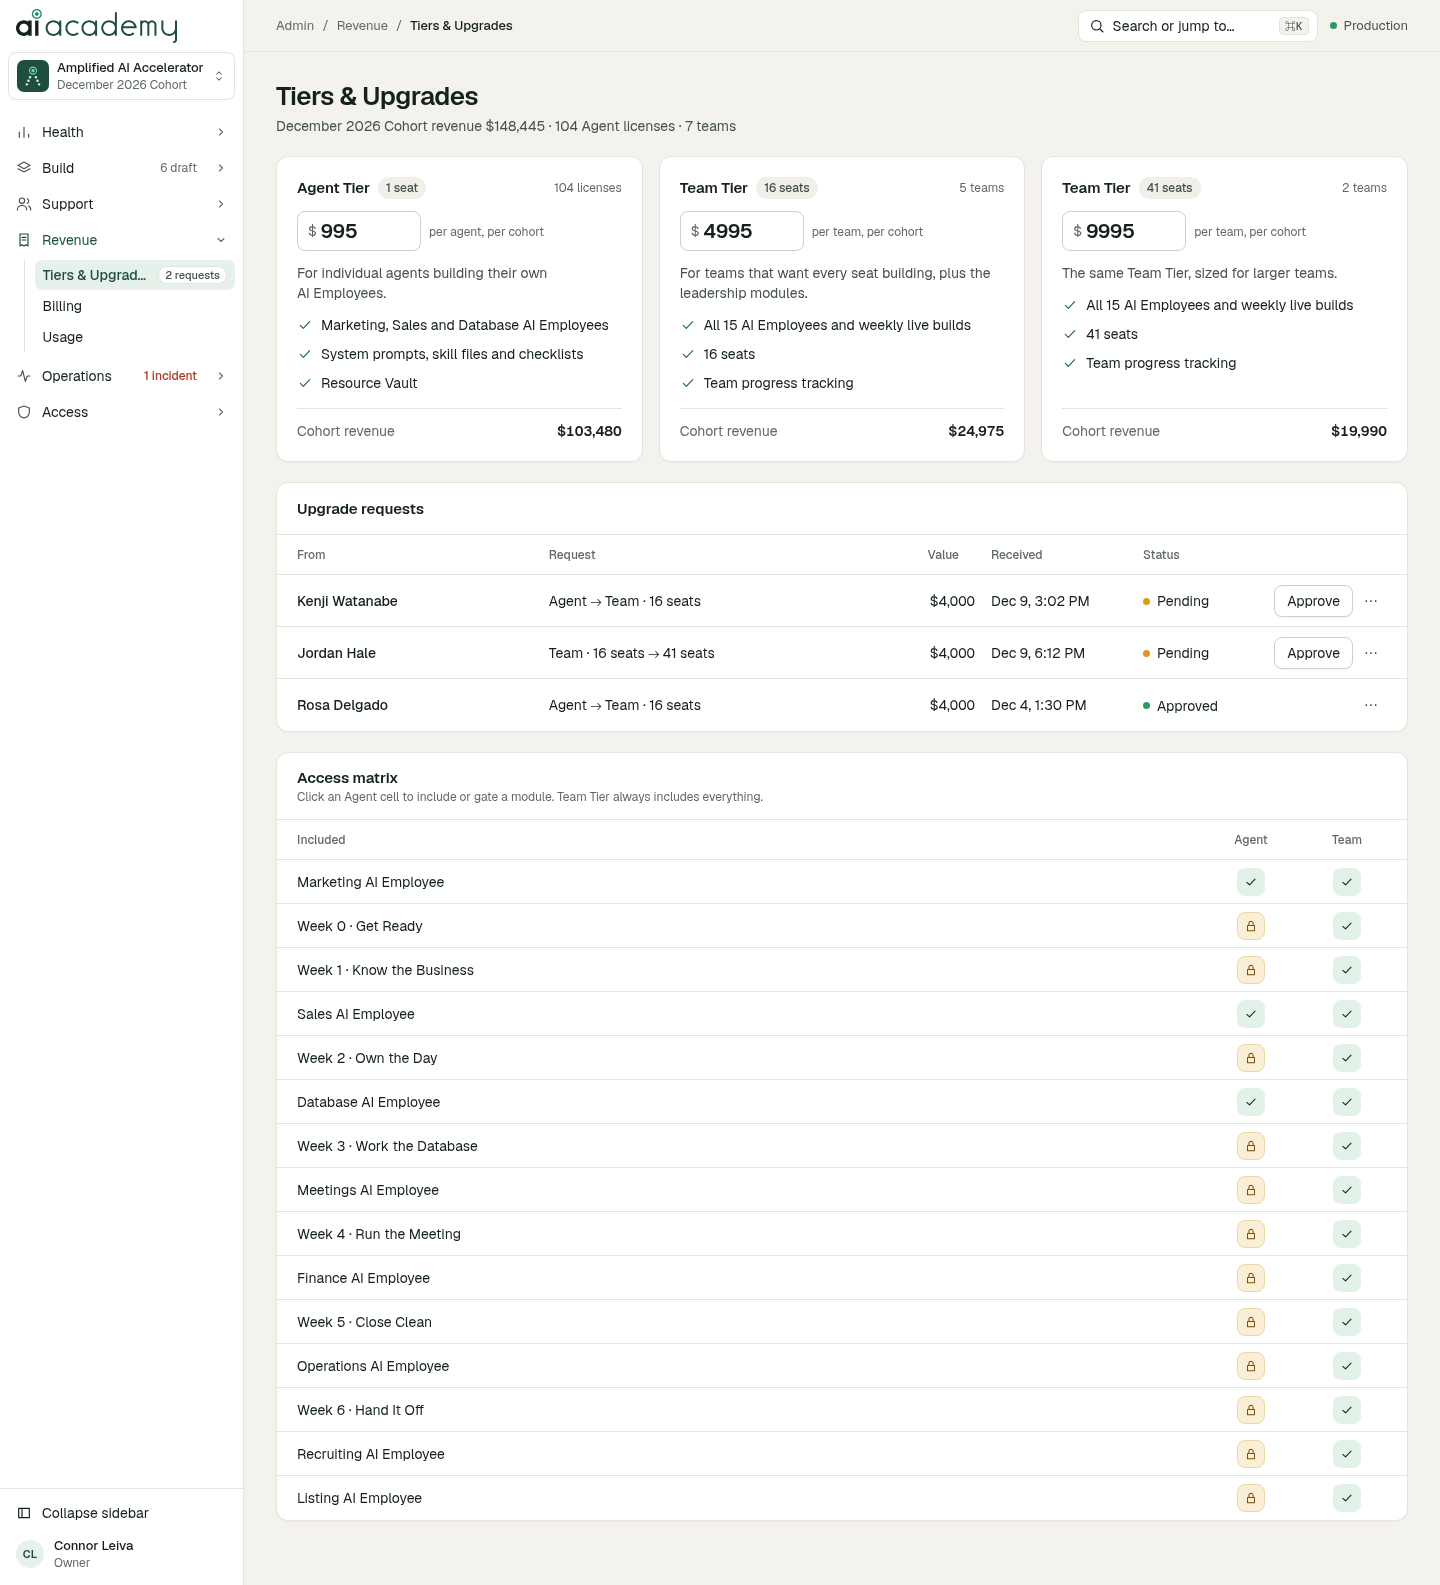 ai academy
Amplified AI Accelerator
December 2026 Cohort
Health
Build 6 draft
Support
Revenue
Tiers & Upgrad... 2 requests
Billing
Usage
Operations 1 incident
Access
Collapse sidebar
CL
Connor Leiva
Owner
Admin / Revenue / Tiers & Upgrades
Search or jump to... ⌘K
Production
Tiers & Upgrades
December 2026 Cohort revenue $148,445 · 104 Agent licenses · 7 teams
Agent Tier 1 seat 104 licenses
$ 995 per agent, per cohort
For individual agents building their own
AI Employees.
Marketing, Sales and Database AI Employees
System prompts, skill files and checklists
Resource Vault
Cohort revenue $103,480
Team Tier 16 seats 5 teams
$ 4995 per team, per cohort
For teams that want every seat building, plus the
leadership modules.
All 15 AI Employees and weekly live builds
16 seats
Team progress tracking
Cohort revenue $24,975
Team Tier 41 seats 2 teams
$ 9995 per team, per cohort
The same Team Tier, sized for larger teams.
All 15 AI Employees and weekly live builds
41 seats
Team progress tracking
Cohort revenue $19,990
Upgrade requests
From Request Value Received Status
Kenji Watanabe Agent → Team · 16 seats $4,000 Dec 9, 3:02 PM Pending Approve ···
Jordan Hale Team · 16 seats → 41 seats $4,000 Dec 9, 6:12 PM Pending Approve ···
Rosa Delgado Agent → Team · 16 seats $4,000 Dec 4, 1:30 PM Approved ···
Access matrix
Click an Agent cell to include or gate a module. Team Tier always includes everything.
Included Agent Team
Marketing AI Employee
Week 0 · Get Ready
Week 1 · Know the Business
Sales AI Employee
Week 2 · Own the Day
Database AI Employee
Week 3 · Work the Database
Meetings AI Employee
Week 4 · Run the Meeting
Finance AI Employee
Week 5 · Close Clean
Operations AI Employee
Week 6 · Hand It Off
Recruiting AI Employee
Listing AI Employee